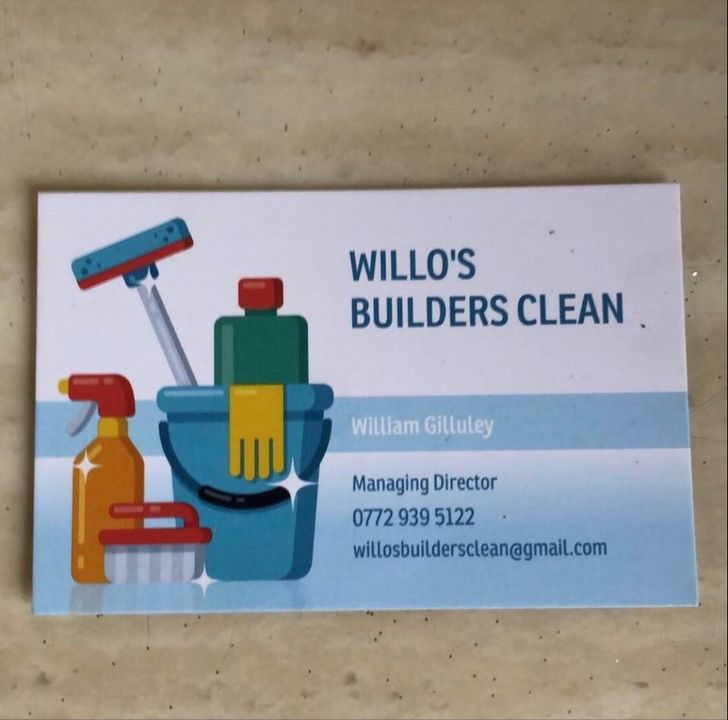 WILLO'S
BUILDERS CLEAN
William Gilluley
Managing Director
0772 939 5122
willosbuildersclean@gmail.com